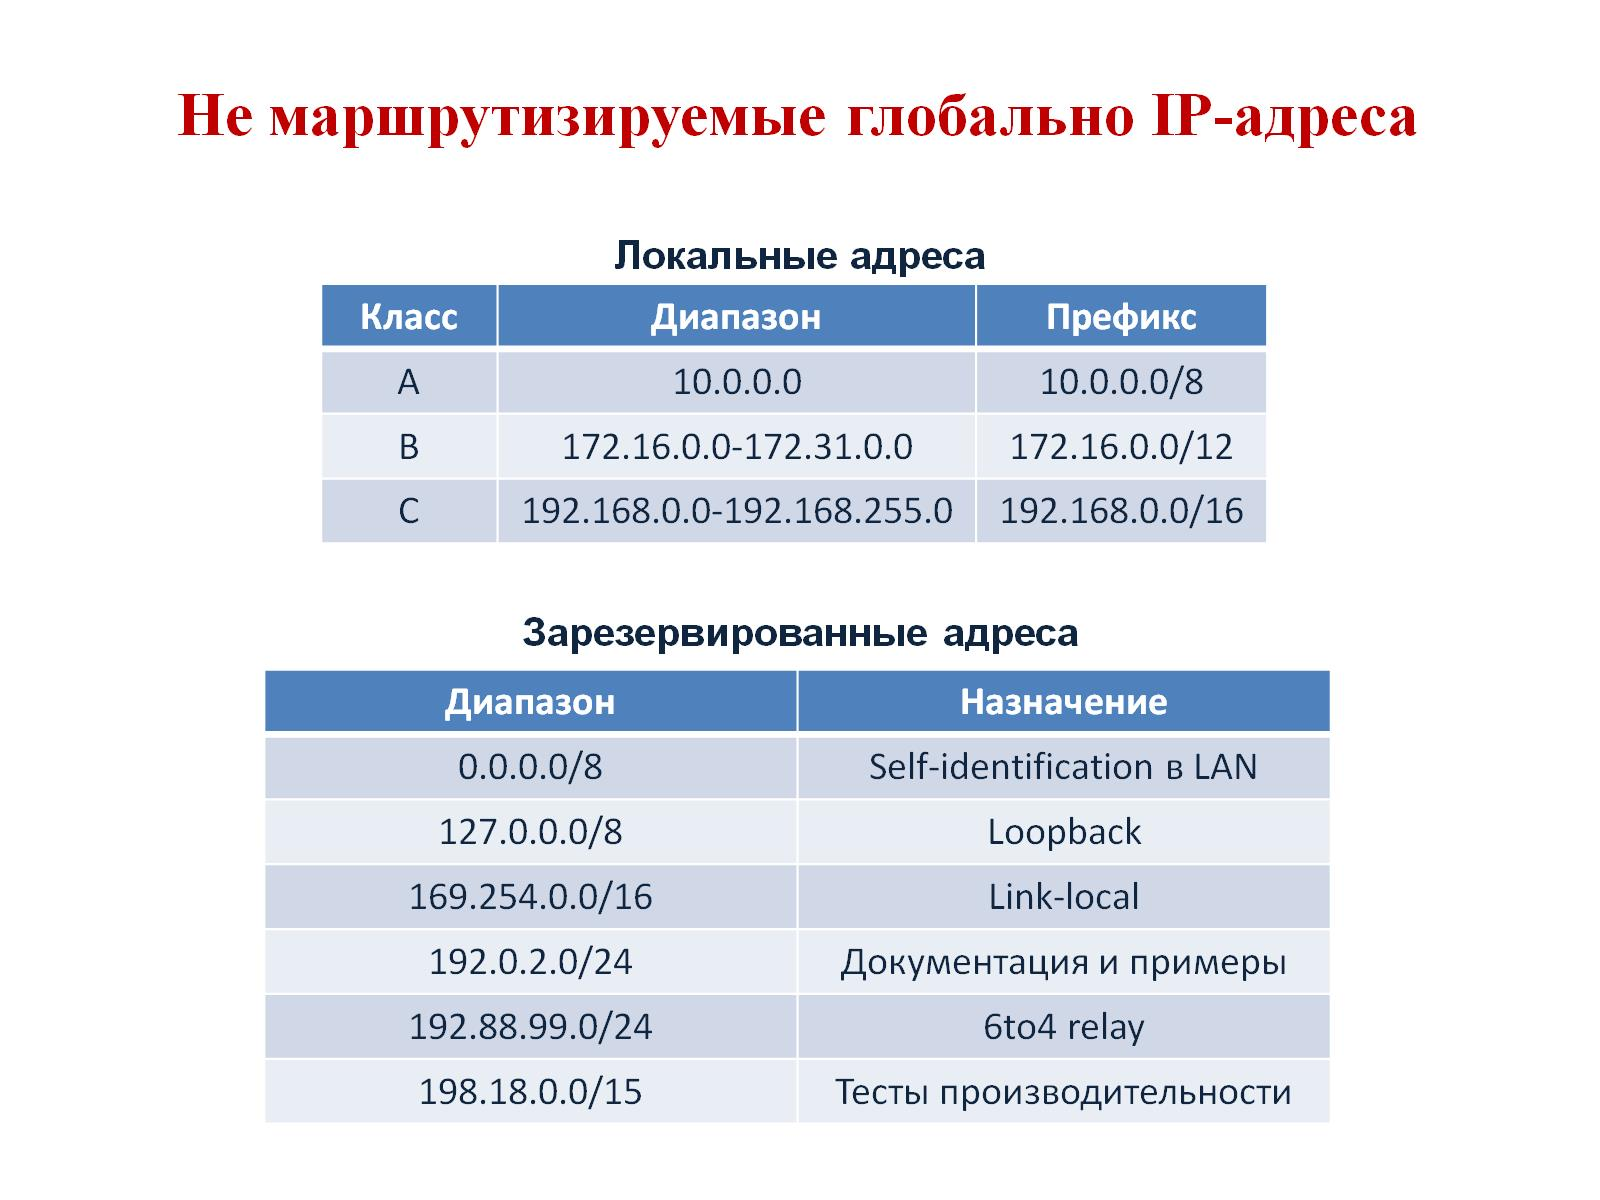 Не маршрутизируемые глобально IP-адреса
Локальные адреса
Класс Диапазон Префикс
A 10.0.0.0 10.0.0.0/8
B 172.16.0.0-172.31.0.0 172.16.0.0/12
C 192.168.0.0-192.168.255.0 192.168.0.0/16
Зарезервированные адреса
Диапазон Назначение
0.0.0.0/8 Self-identification в LAN
127.0.0.0/8 Loopback
169.254.0.0/16 Link-local
192.0.2.0/24 Документация и примеры
192.88.99.0/24 6to4 relay
198.18.0.0/15 Тесты производительности